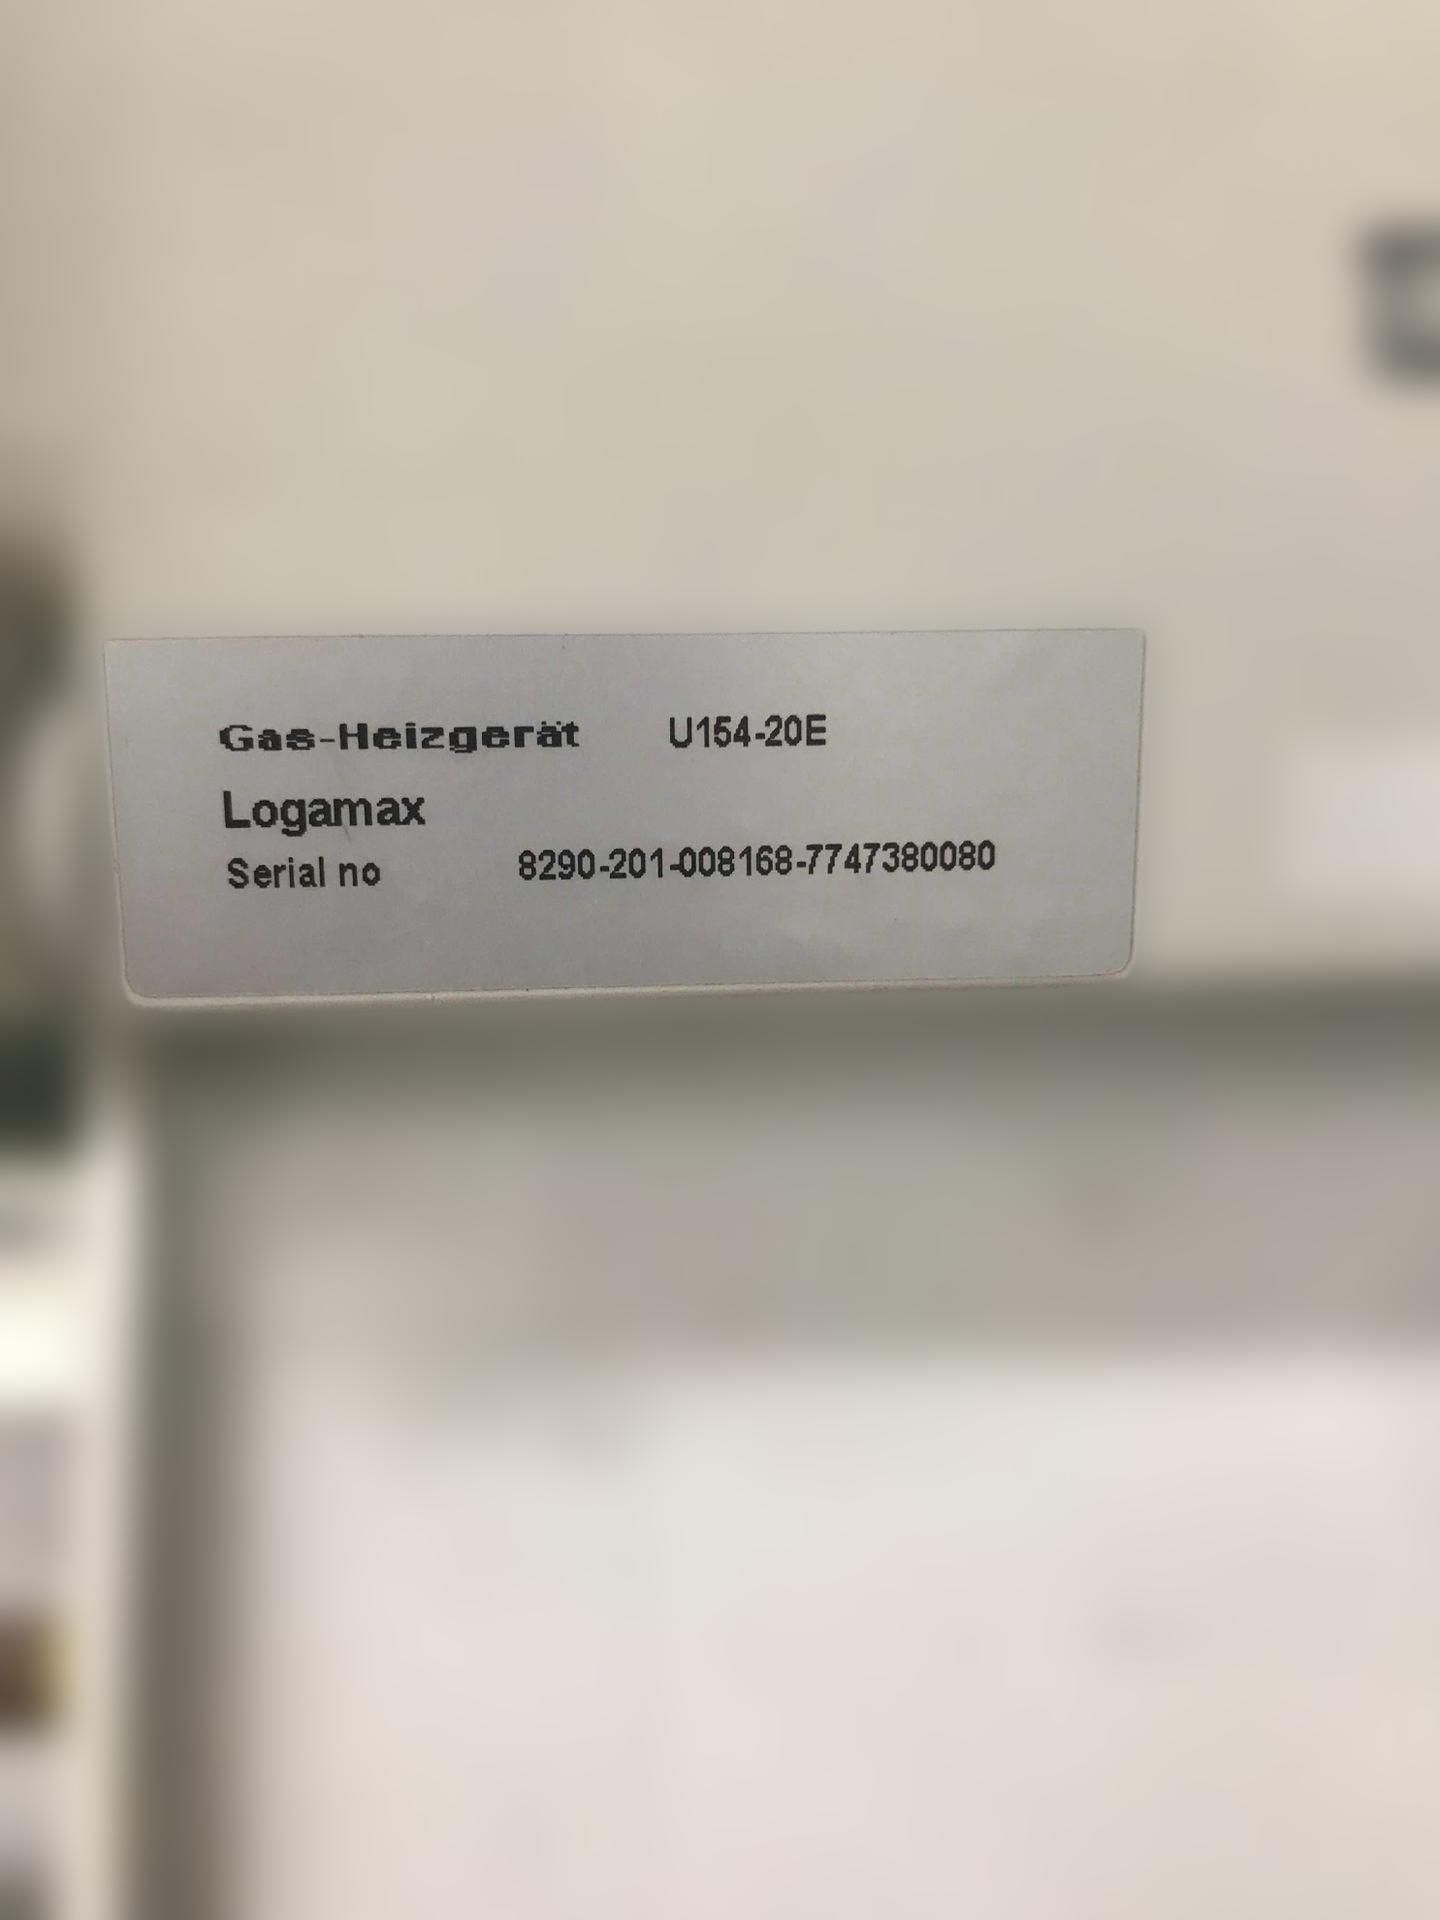 Gas-Heizgerät U154-20E
Logamax
Serial no 8290-201-008168-7747380080